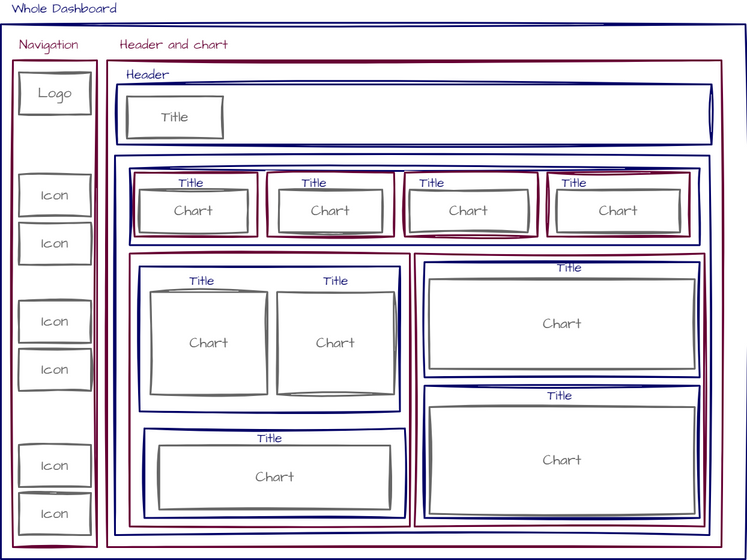 Whole Dashboard
Navigation
Header and chart
Logo
Header
Title
Icon
Icon
Icon
Icon
Icon
Icon
Title Title Title Title
Chart Chart Chart Chart
Title Title
Chart Chart
Title
Chart
Title
Chart
Title
Chart